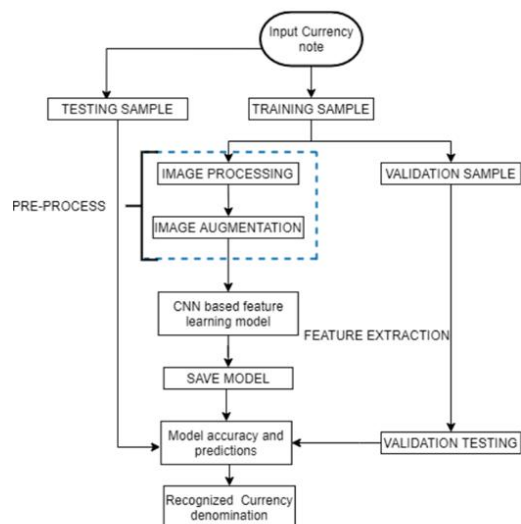 Input Currency
note
TESTING SAMPLE
TRAINING SAMPLE
IMAGE PROCESSING
VALIDATION SAMPLE
PRE-PROCESS
IMAGE AUGMENTATION
CNN based feature
learning model
FEATURE EXTRACTION
SAVE MODEL
Model accuracy and
predictions
VALIDATION TESTING
Recognized Currency
denomination